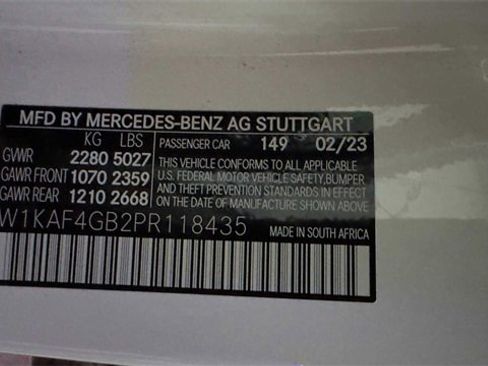 MFD BY MERCEDES-BENZ AG STUTTGART
KG LBS PASSENGER CAR 149 02/23
GVWR 2280 5027 THIS VEHICLE CONFORMS TO ALL APPLICABLE
GAWR FRONT 1070 2359 U.S. FEDERAL MOTOR VEHICLE SAFETY, BUMPER,
GAWR REAR 1210 2668 AND THEFT PREVENTION STANDARDS IN EFFECT
ON THE DATE OF MANUFACTURE SHOWN ABOVE.
W1KAF4GB2PR118435 MADE IN SOUTH AFRICA